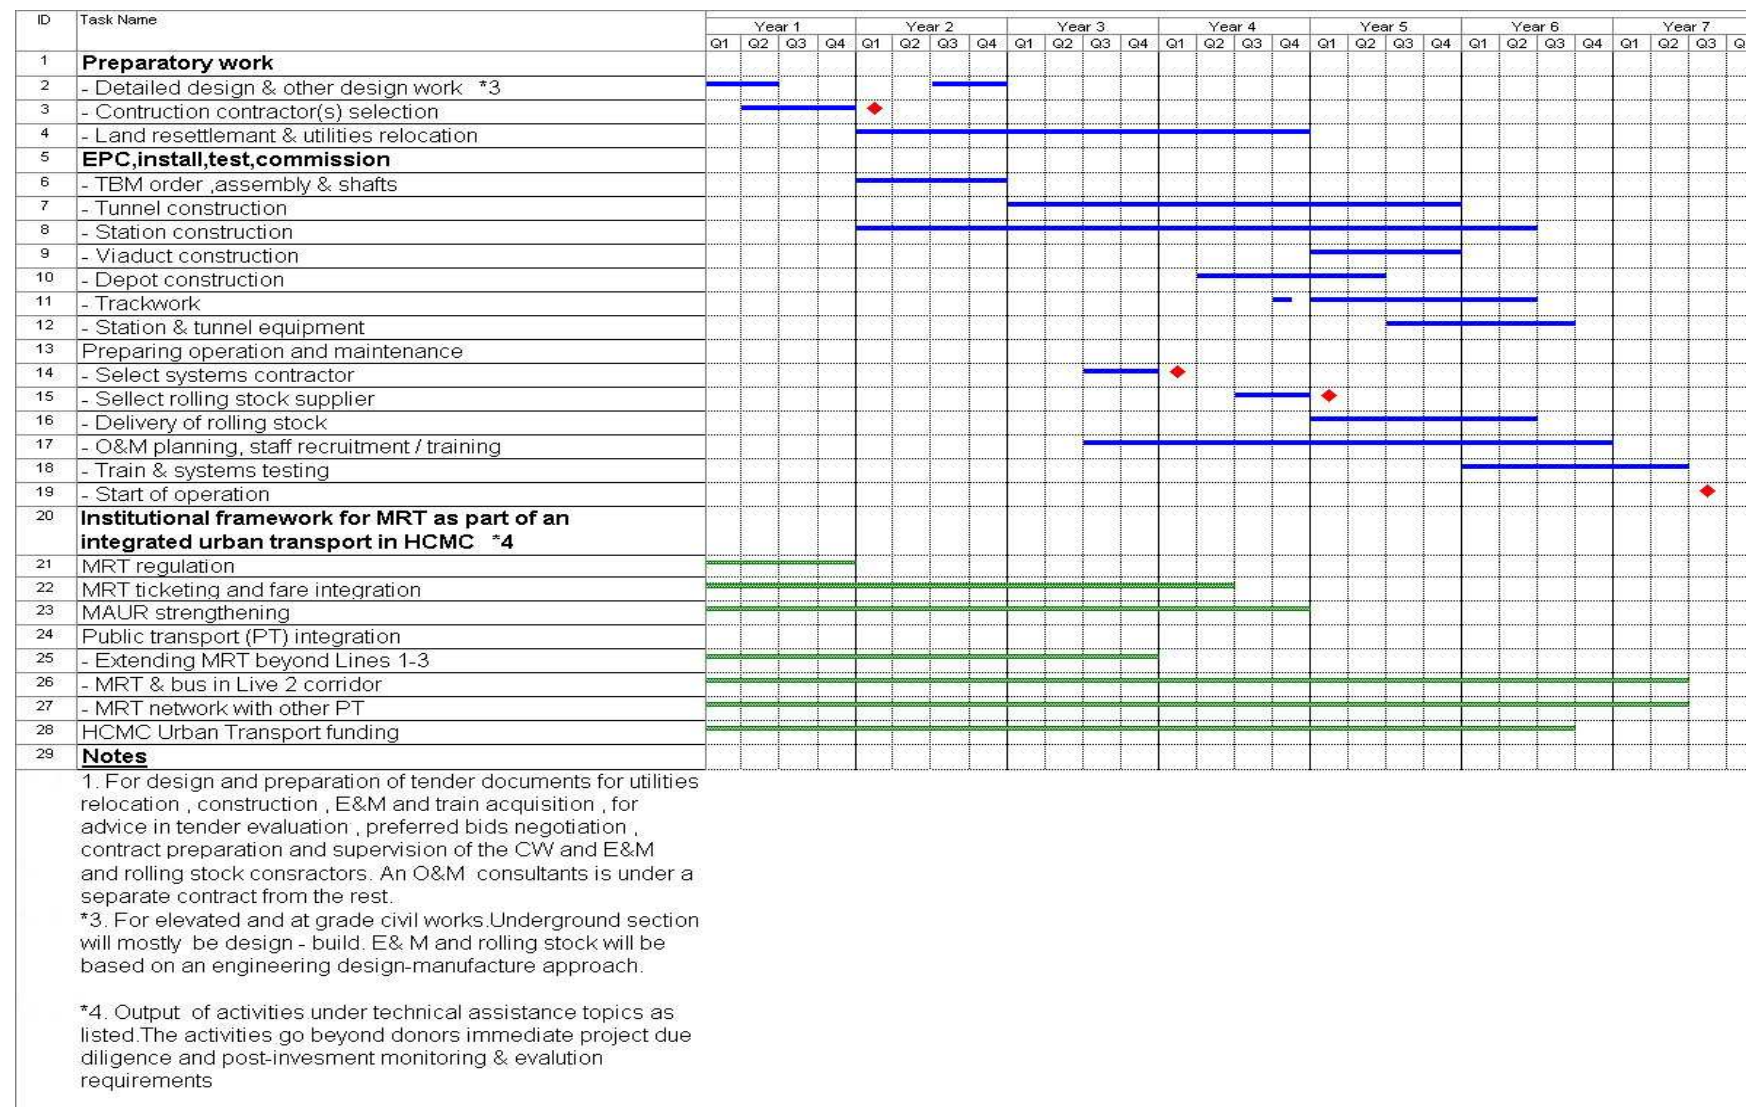 ID Task Name
Year 1 Year 2 Year 3 Year 4 Year 5 Year 6 Year 7
Q1 Q2 Q3 Q4 Q1 Q2 Q3 Q4 Q1 Q2 Q3 Q4 Q1 Q2 Q3 Q4 Q1 Q2 Q3 Q4 Q1 Q2 Q3 Q4 Q1 Q2 Q3
1 Preparatory work
2 - Detailed design & other design work *3
3 - Contruction contractor(s) selection
4 - Land resettlemant & utilities relocation
5 EPC,install,test,commission
6 - TBM order ,assembly & shafts
7 - Tunnel construction
8 - Station construction
9 - Viaduct construction
10 - Depot construction
11 - Trackwork
12 - Station & tunnel equipment
13 Preparing operation and maintenance
14 - Select systems contractor
15 - Sellect rolling stock supplier
16 - Delivery of rolling stock
17 - O&M planning, staff recruitment / training
18 - Train & systems testing
19 - Start of operation
20 Institutional framework for MRT as part of an
integrated urban transport in HCMC *4
21 MRT regulation
22 MRT ticketing and fare integration
23 MAUR strengthening
24 Public transport (PT) integration
25 - Extending MRT beyond Lines 1-3
26 - MRT & bus in Live 2 corridor
27 - MRT network with other PT
28 HCMC Urban Transport funding
29 Notes
1. For design and preparation of tender documents for utilities
relocation , construction , E&M and train acquisition , for
advice in tender evaluation , preferred bids negotiation ,
contract preparation and supervision of the CW and E&M
and rolling stock consractors. An O&M consultants is under a
separate contract from the rest.
*3. For elevated and at grade civil works.Underground section
will mostly be design - build. E& M and rolling stock will be
based on an engineering design-manufacture approach.
*4. Output of activities under technical assistance topics as
listed.The activities go beyond donors immediate project due
diligence and post-invesment monitoring & evalution
requirements